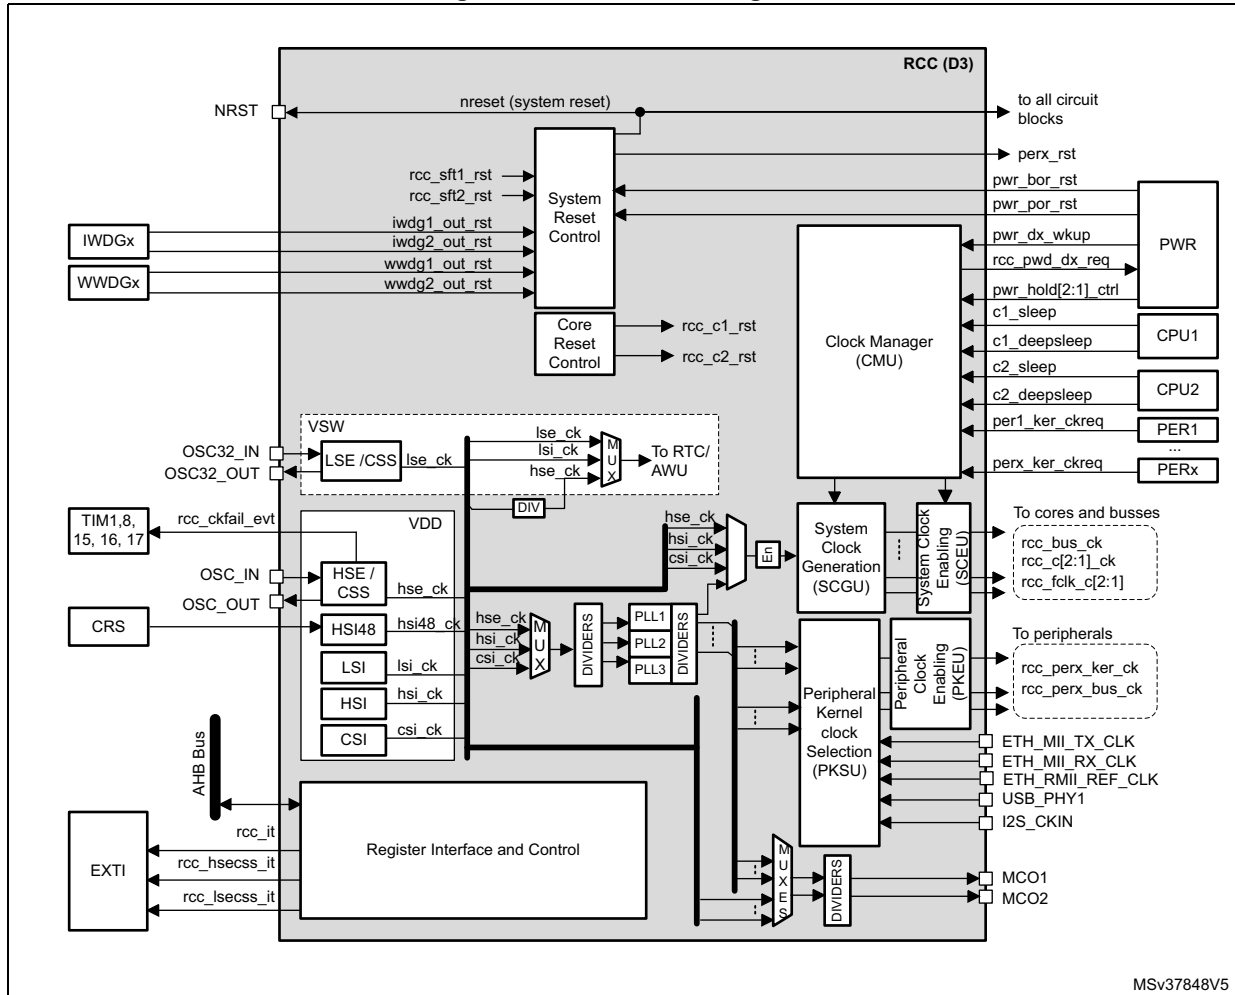 RCC (D3)
NRST
nreset (system reset)
to all circuit
blocks
perx_rst
rcc_sft1_rst
rcc_sft2_rst
System
Reset
Control
pwr_bor_rst
pwr_por_rst
IWDGx
iwdg1_out_rst
iwdg2_out_rst
WWDGx
wwdg1_out_rst
wwdg2_out_rst
pwr_dx_wkup
rcc_pwd_dx_req
pwr_hold[2:1]_ctrl
PWR
Core
Reset
Control
rcc_c1_rst
rcc_c2_rst
Clock Manager
(CMU)
c1_sleep
c1_deepsleep
CPU1
c2_sleep
c2_deepsleep
CPU2
per1_ker_ckreq
PER1
...
perx_ker_ckreq
PERx
VSW
OSC32_IN
OSC32_OUT
LSE /CSS
lse_ck
lse_ck
lsi_ck
hse_ck
MUX
To RTC/
AWU
DIV
TIM1,8,
15, 16, 17
rcc_ckfail_evt
VDD
OSC_IN
OSC_OUT
HSE /
CSS
hse_ck
CRS
HSI48
hsi48_ck
LSI
lsi_ck
HSI
hsi_ck
CSI
csi_ck
hse_ck
hsi_ck
csi_ck
En
System
Clock
Generation
(SCGU)
System Clock
Enabling
(SCEU)
To cores and busses
rcc_bus_ck
rcc_c[2:1]_ck
rcc_fclk_c[2:1]
hse_ck
hsi_ck
csi_ck
MUX
DIVIDERS
PLL1
PLL2
PLL3
DIVIDERS
Peripheral
Kernel
clock
Selection
(PKSU)
Peripheral
Clock
Enabling
(PKEU)
To peripherals
rcc_perx_ker_ck
rcc_perx_bus_ck
ETH_MII_TX_CLK
ETH_MII_RX_CLK
ETH_RMII_REF_CLK
USB_PHY1
I2S_CKIN
AHB Bus
EXTI
rcc_it
rcc_hsecss_it
rcc_lsecss_it
Register Interface and Control
MUXES
DIVIDERS
MCO1
MCO2
MSv37848V5